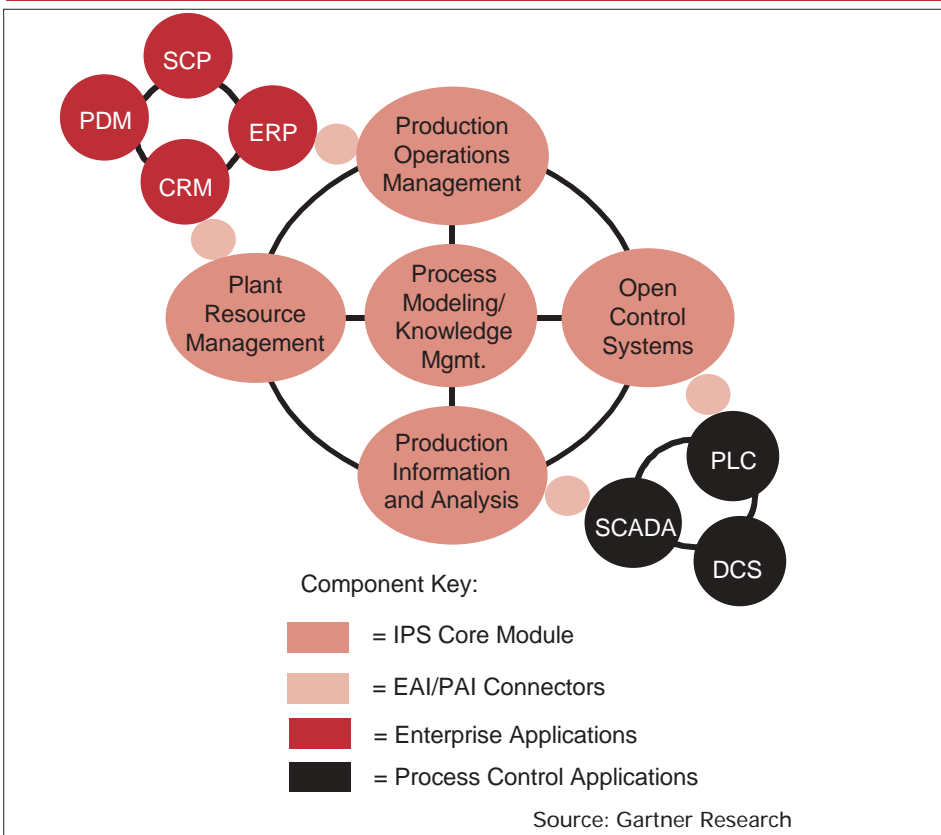 SCP
PDM
ERP
CRM
Production
Operations
Management
Plant
Resource
Management
Process
Modeling/
Knowledge
Mgmt.
Open
Control
Systems
Production
Information
and Analysis
PLC
SCADA
DCS
Component Key:
= IPS Core Module
= EAI/PAI Connectors
= Enterprise Applications
= Process Control Applications
Source: Gartner Research